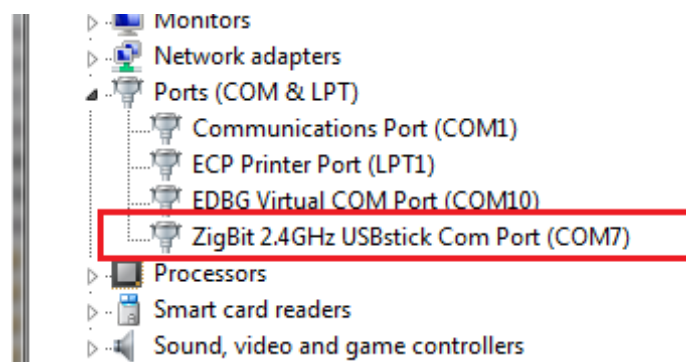 Monitors
Network adapters
Ports (COM & LPT)
Communications Port (COM1)
ECP Printer Port (LPT1)
EDBG Virtual COM Port (COM10)
ZigBit 2.4GHz USBstick Com Port (COM7)
Processors
Smart card readers
Sound, video and game controllers